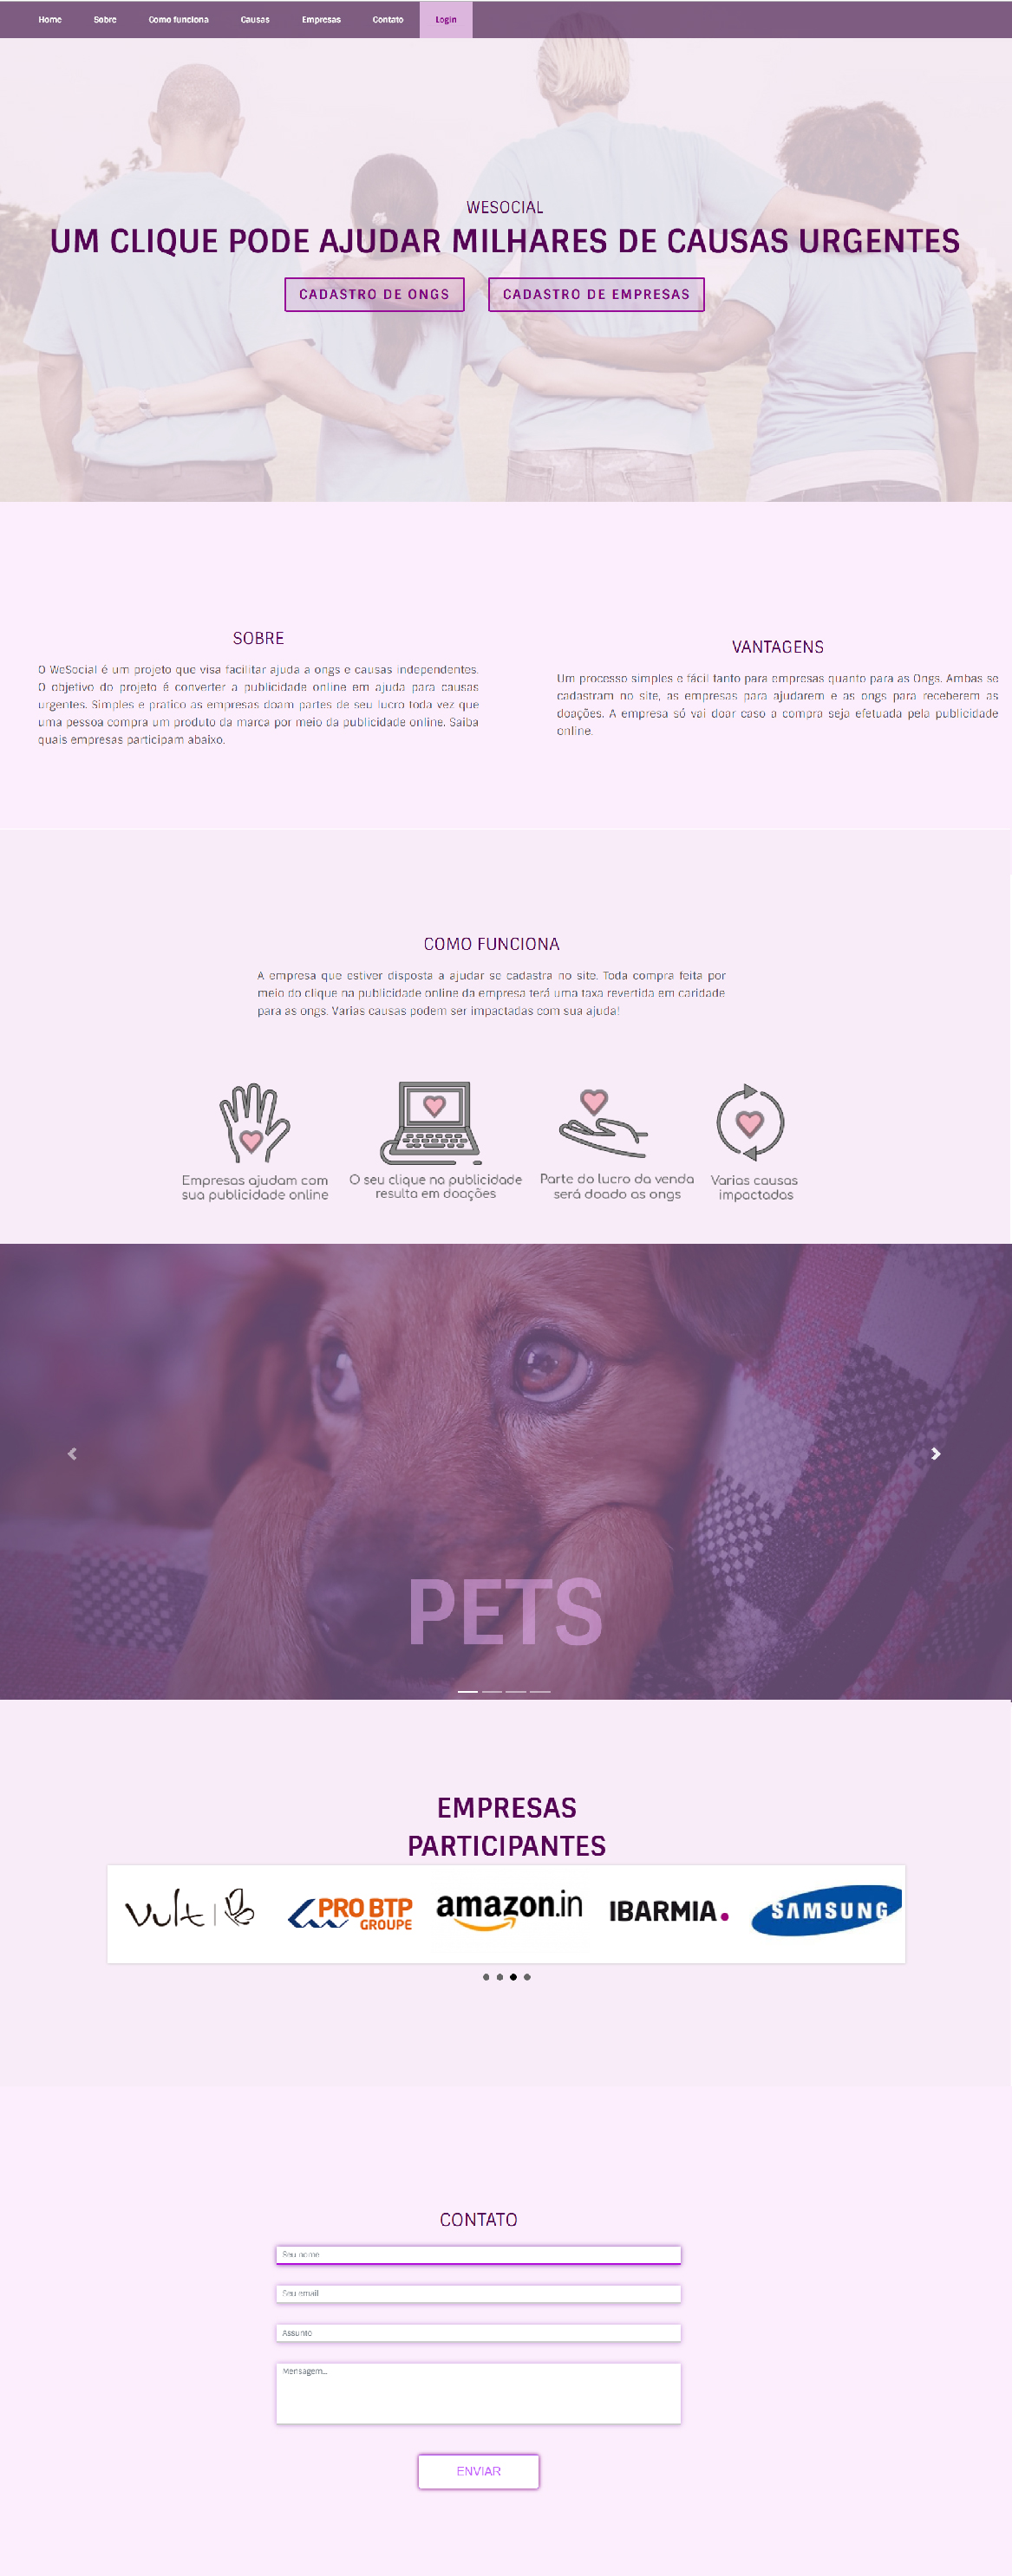 Home Sobre Como funciona Causas Empresas Contato Login
WESOCIAL
UM CLIQUE PODE AJUDAR MILHARES DE CAUSAS URGENTES
CADASTRO DE ONGS CADASTRO DE EMPRESAS
SOBRE
O WeSocial é um projeto que visa facilitar ajuda a ongs e causas independentes.
O objetivo do projeto é converter a publicidade online em ajuda para causas
urgentes. Simples e pratico as empresas doam partes de seu lucro toda vez que
uma pessoa compra um produto da marca por meio da publicidade online. Saiba
quais empresas participam abaixo.
VANTAGENS
Um processo simples e fácil tanto para empresas quanto para as Ongs. Ambas se
cadastram no site, as empresas para ajudarem e as ongs para receberem as
doações. A empresa só vai doar caso a compra seja efetuada pela publicidade
online.
COMO FUNCIONA
A empresa que estiver disposta a ajudar se cadastra no site. Toda compra feita por
meio do clique na publicidade online da empresa terá uma taxa revertida em caridade
para as ongs. Varias causas podem ser impactadas com sua ajuda!
Empresas ajudam com
sua publicidade online
O seu clique na publicidade
resulta em doações
Parte do lucro da venda
será doado as ongs
Varias causas
impactadas
PETS
EMPRESAS
PARTICIPANTES
Vult
PRO BTP
GROUPE
amazon.in
IBARMIA
SAMSUNG
CONTATO
Seu nome
Seu email
Assunto
Mensagem...
ENVIAR